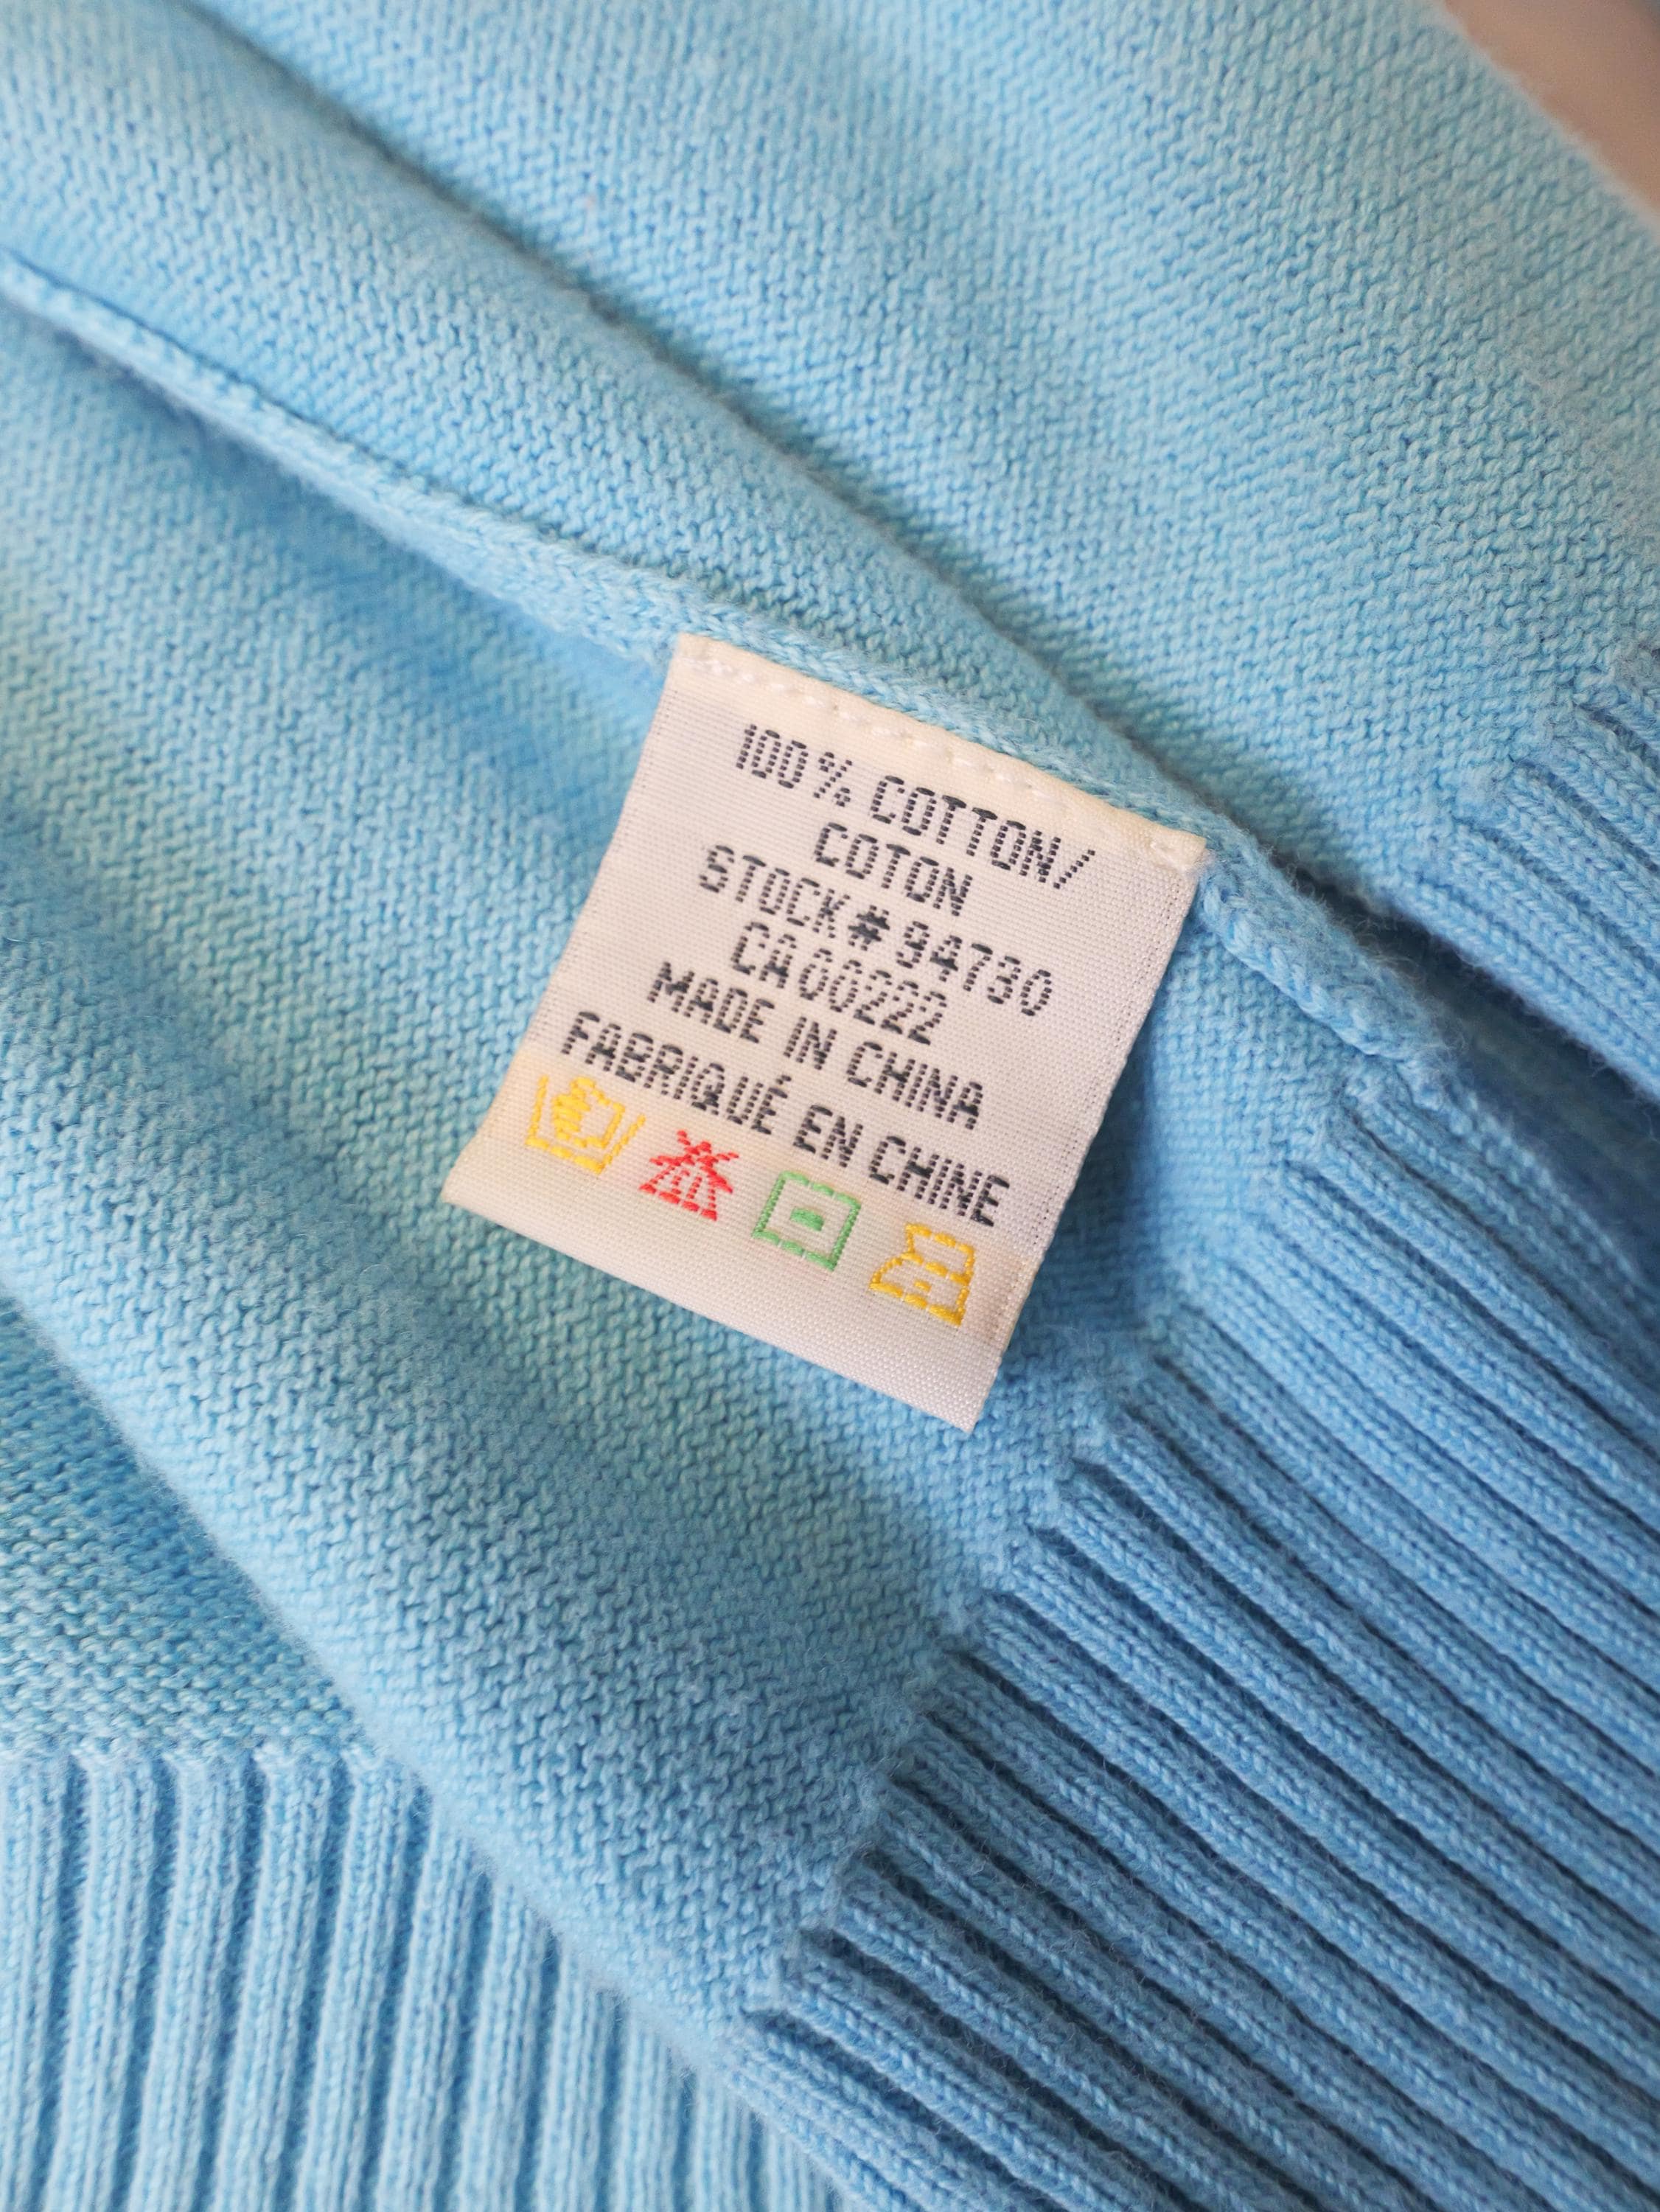 100% COTTON/
COTON
STOCK# 94730
CA00222
MADE IN CHINA
FABRIQUÉ EN CHINE